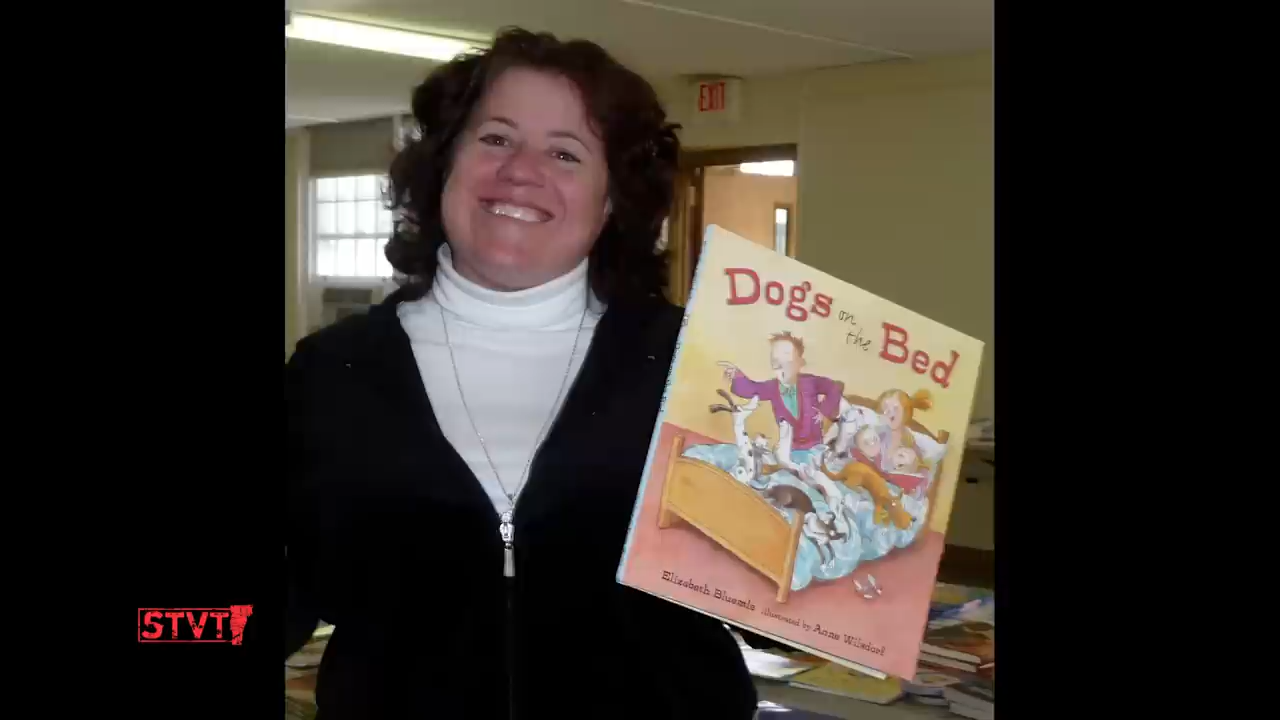 EXIT
Dogs
on
the
Bed
Elizabeth Bluemle illustrated by Anne Wilsdorf
STVT